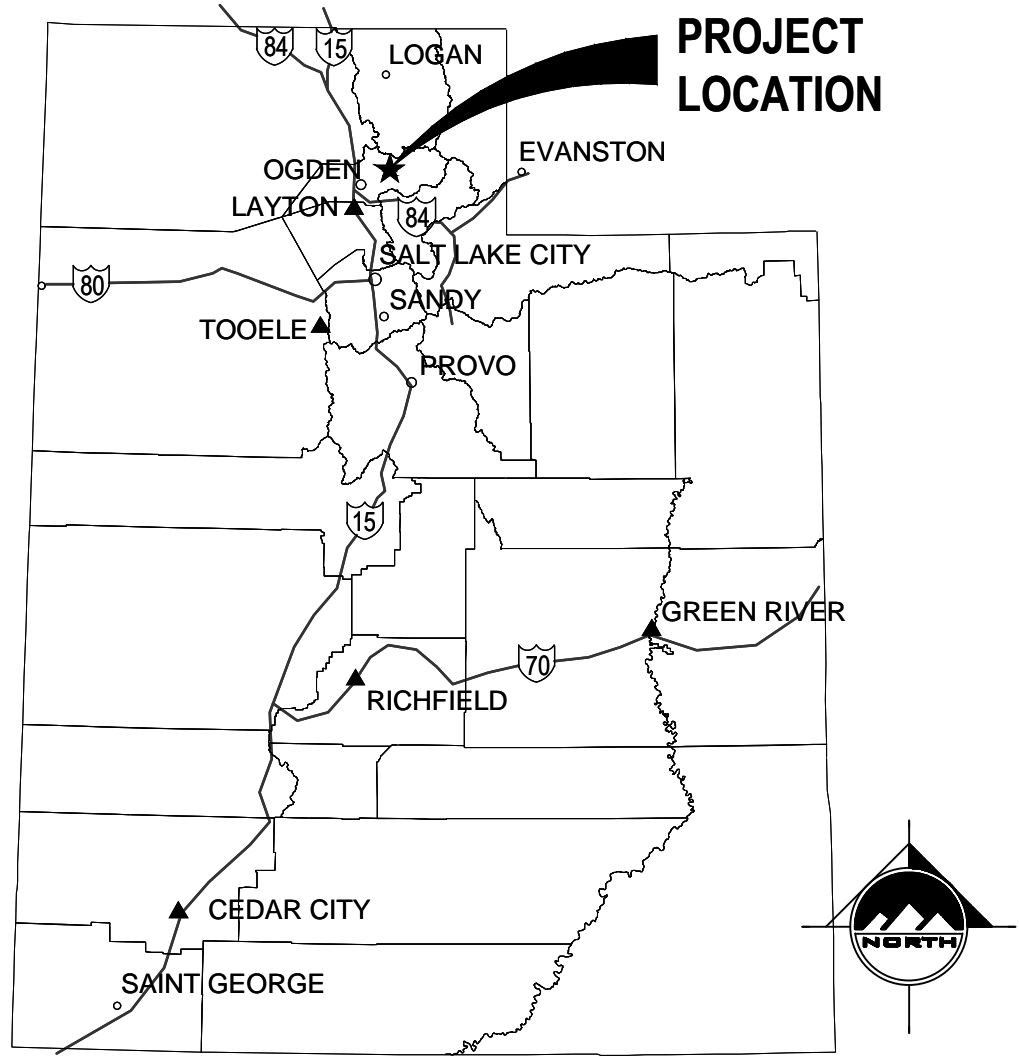 PROJECT
LOCATION
84
15
LOGAN
EVANSTON
OGDEN
LAYTON
84
SALT LAKE CITY
80
SANDY
TOOELE
PROVO
15
GREEN RIVER
70
RICHFIELD
CEDAR CITY
NORTH
SAINT GEORGE